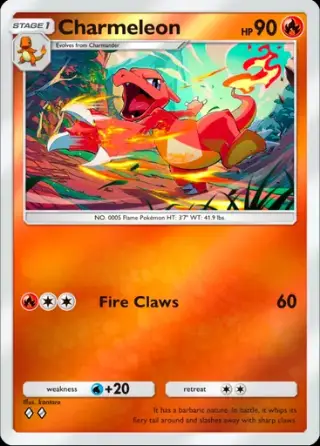 STAGE 1
Charmeleon
HP 90
Evolves from Charmander
NO. 0005 Flame Pokémon HT: 3'7" WT: 41.9 lbs.
Fire Claws 60
weakness +20 retreat
Illus. kantaro
It has a barbaric nature. In battle, it whips its
fiery tail around and slashes away with sharp claws.